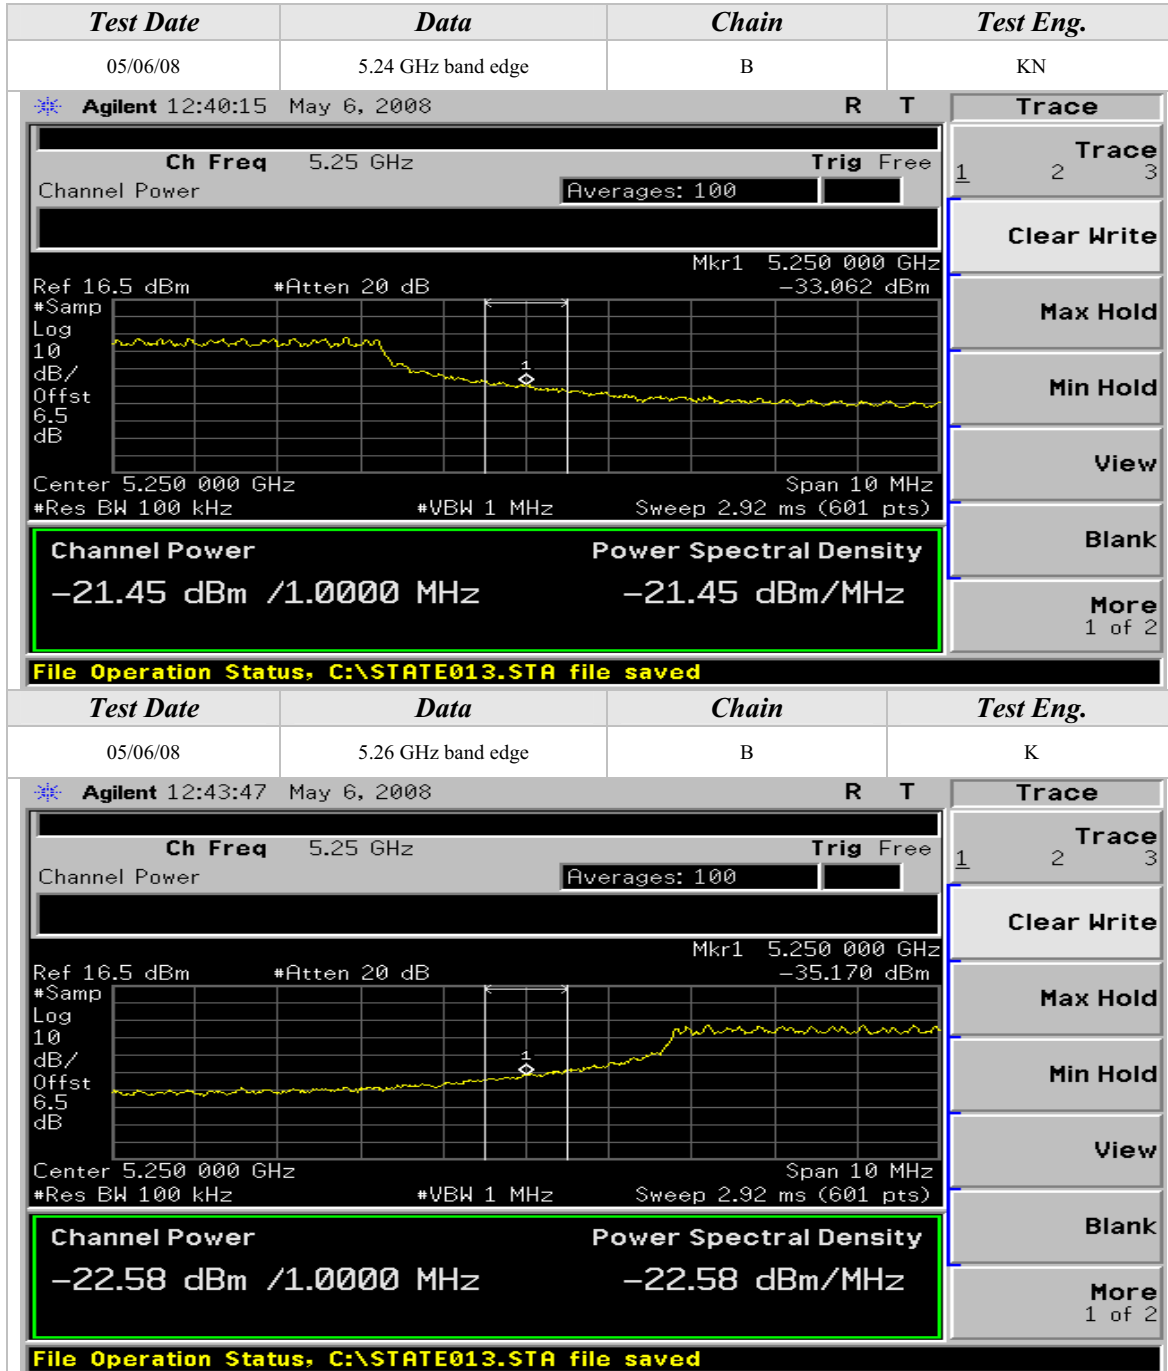 Test Date Data Chain Test Eng.
05/06/08 5.24 GHz band edge B KN
Agilent 12:40:15 May 6, 2008 R T Trace
Ch Freq 5.25 GHz Trig Free
Channel Power Averages: 100
Trace
1 2 3
Clear Write
Mkr1 5.250 000 GHz
Ref 16.5 dBm #Atten 20 dB -33.062 dBm
#Samp
Log
10
dB/
Offst
6.5
dB
1
Max Hold
Min Hold
View
Center 5.250 000 GHz Span 10 MHz
#Res BW 100 kHz #VBW 1 MHz Sweep 2.92 ms (601 pts)
Channel Power Power Spectral Density
-21.45 dBm /1.0000 MHz -21.45 dBm/MHz
Blank
More
1 of 2
File Operation Status, C:\STATE013.STA file saved
Test Date Data Chain Test Eng.
05/06/08 5.26 GHz band edge B K
Agilent 12:43:47 May 6, 2008 R T Trace
Ch Freq 5.25 GHz Trig Free
Channel Power Averages: 100
Trace
1 2 3
Clear Write
Mkr1 5.250 000 GHz
Ref 16.5 dBm #Atten 20 dB -35.170 dBm
#Samp
Log
10
dB/
Offst
6.5
dB
1
Max Hold
Min Hold
View
Center 5.250 000 GHz Span 10 MHz
#Res BW 100 kHz #VBW 1 MHz Sweep 2.92 ms (601 pts)
Channel Power Power Spectral Density
-22.58 dBm /1.0000 MHz -22.58 dBm/MHz
Blank
More
1 of 2
File Operation Status, C:\STATE013.STA file saved